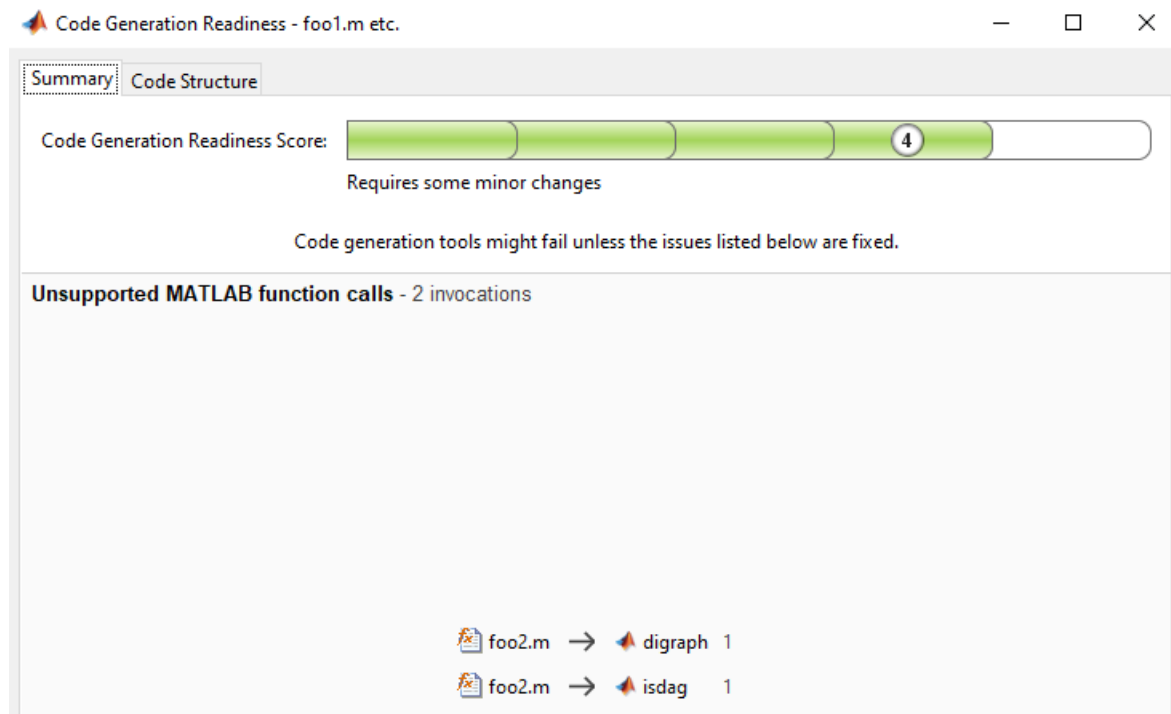 Code Generation Readiness - foo1.m etc.
Summary Code Structure
Code Generation Readiness Score: 4
Requires some minor changes
Code generation tools might fail unless the issues listed below are fixed.
Unsupported MATLAB function calls - 2 invocations
foo2.m → digraph 1
foo2.m → isdag 1